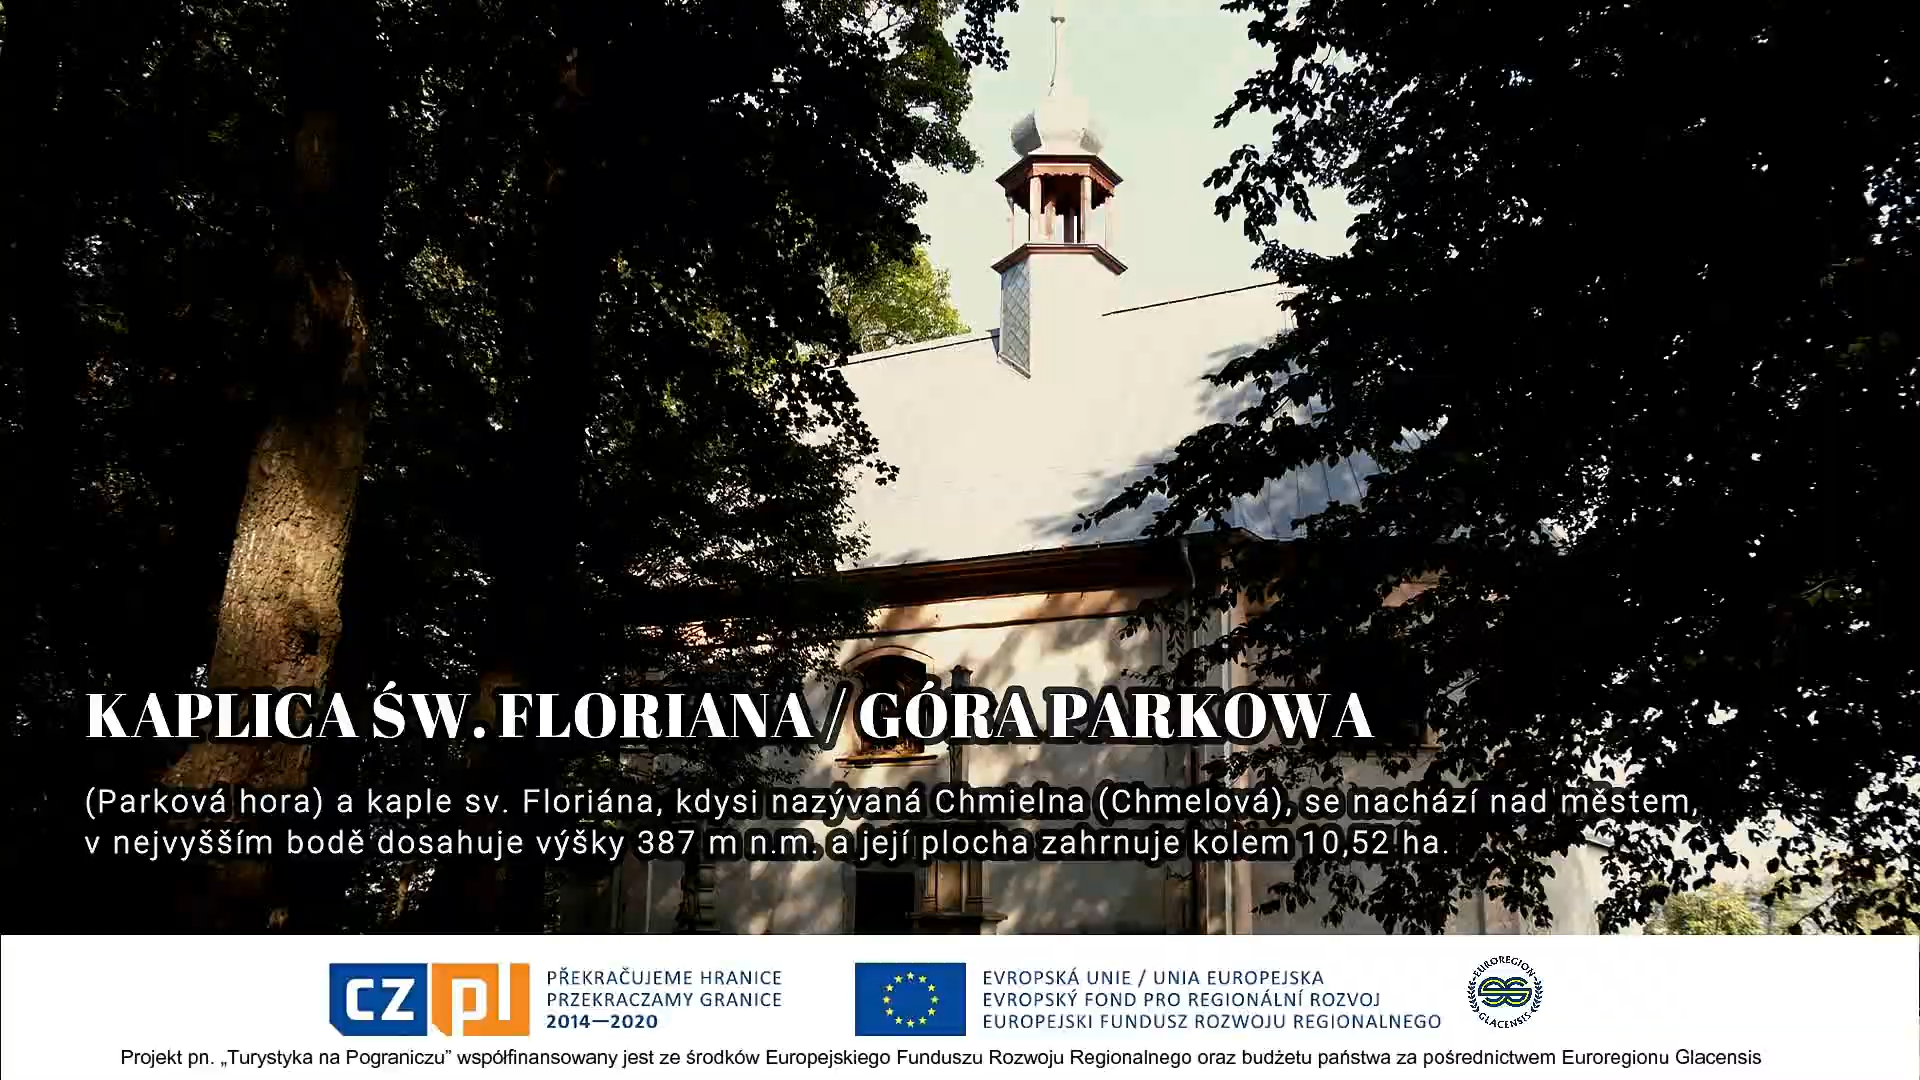 KAPLICA ŚW. FLORIANA / GÓRA PARKOWA
(Parková hora) a kaple sv. Floriána, kdysi nazývaná Chmielna (Chmelová), se nachází nad městem,
v nejvyšším bodě dosahuje výšky 387 m n.m. a její plocha zahrnuje kolem 10,52 ha.
cz pl
PŘEKRAČUJEME HRANICE
PRZEKRACZAMY GRANICE
2014—2020
EVROPSKÁ UNIE / UNIA EUROPEJSKA
EVROPSKÝ FOND PRO REGIONÁLNÍ ROZVOJ
EUROPEJSKI FUNDUSZ ROZWOJU REGIONALNEGO
EUROREGION
GLACENSIS
Projekt pn. „Turystyka na Pograniczu” współfinansowany jest ze środków Europejskiego Funduszu Rozwoju Regionalnego oraz budżetu państwa za pośrednictwem Euroregionu Glacensis